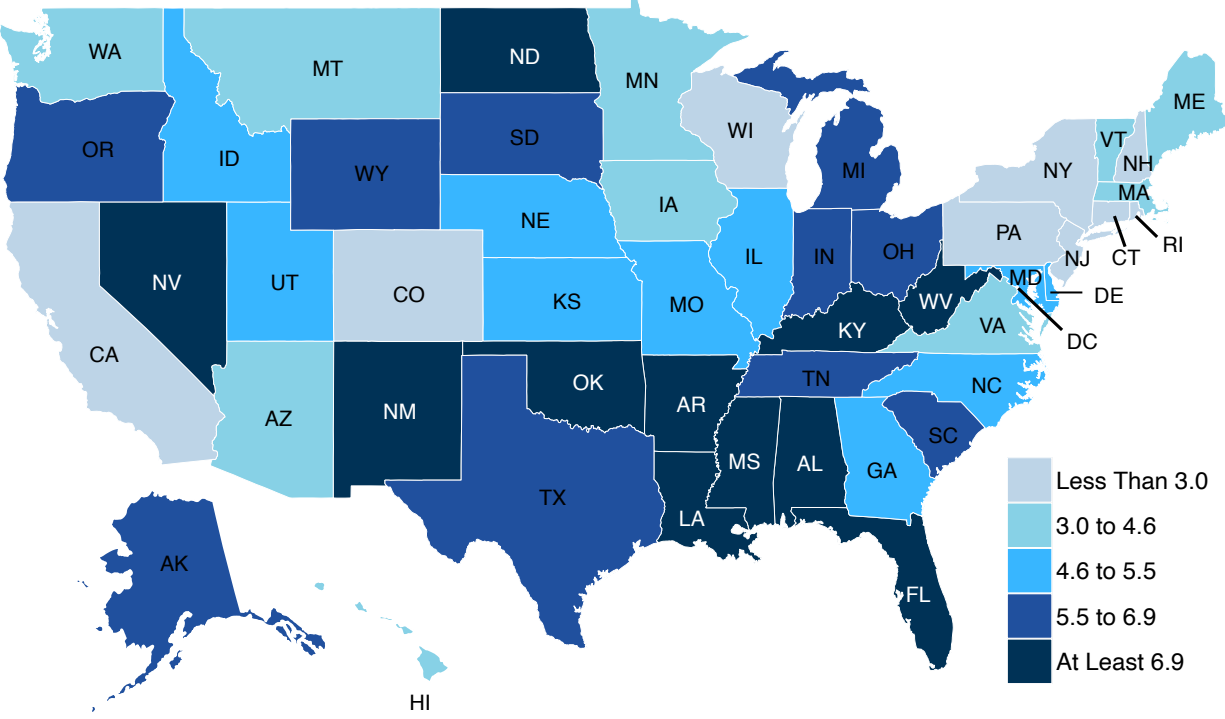 WA
MT
ND
MN
ME
OR
ID
WY
SD
WI
MI
VT
NH
NY
MA
NE
IA
PA
RI
NV
UT
CO
KS
MO
IL
IN
OH
NJ
CT
MD
DE
WV
VA
DC
CA
KY
AZ
NM
OK
AR
TN
NC
SC
TX
LA
MS
AL
GA
FL
AK
HI
Less Than 3.0
3.0 to 4.6
4.6 to 5.5
5.5 to 6.9
At Least 6.9